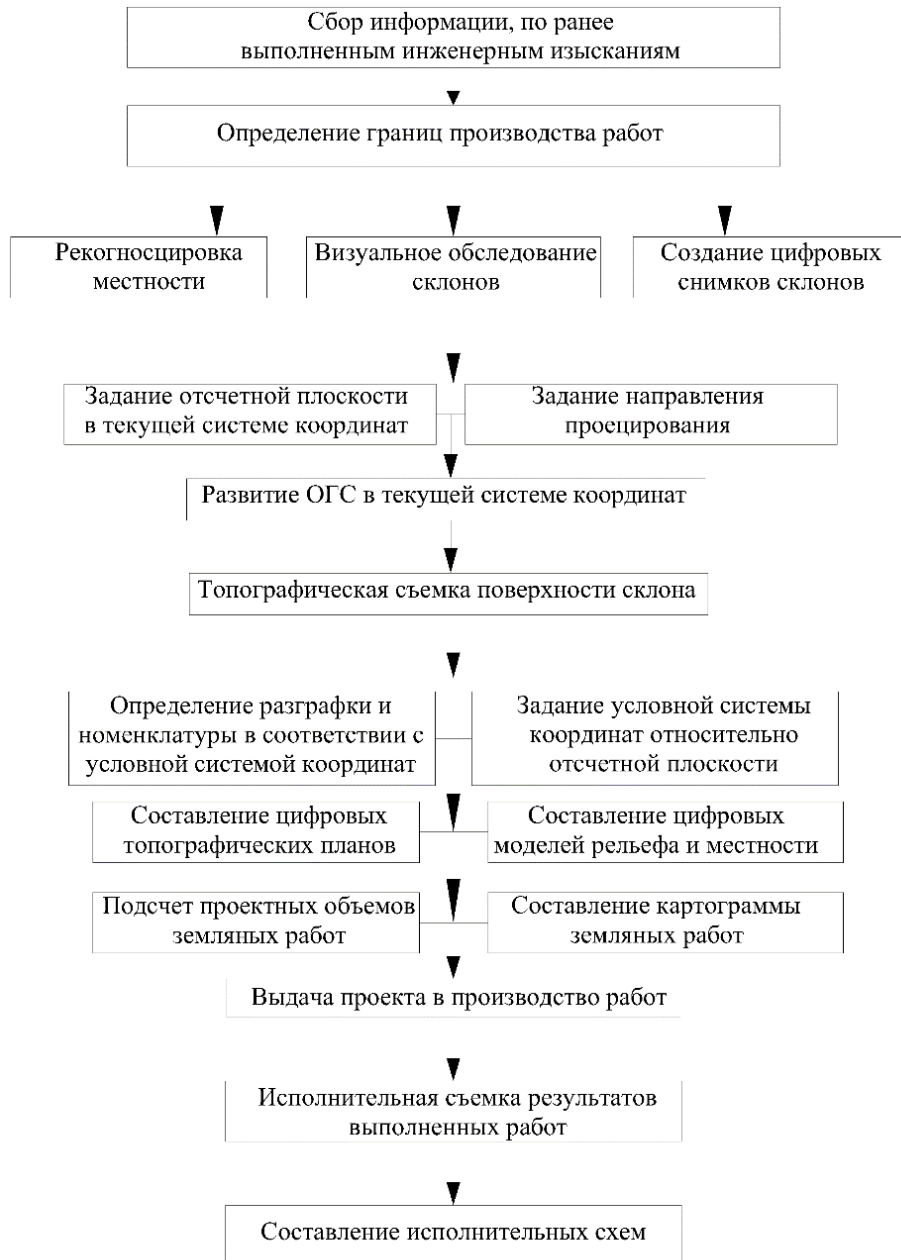 Сбор информации, по ранее
выполненным инженерным изысканиям
Определение границ производства работ
Рекогносцировка
местности
Визуальное обследование
склонов
Создание цифровых
снимков склонов
Задание отсчетной плоскости
в текущей системе координат
Задание направления
проецирования
Развитие ОГС в текущей системе координат
Топографическая съемка поверхности склона
Определение разграфки и
номенклатуры в соответствии с
условной системой координат
Задание условной системы
координат относительно
отсчетной плоскости
Составление цифровых
топографических планов
Составление цифровых
моделей рельефа и местности
Подсчет проектных объемов
земляных работ
Составление картограммы
земляных работ
Выдача проекта в производство работ
Исполнительная съемка результатов
выполненных работ
Составление исполнительных схем